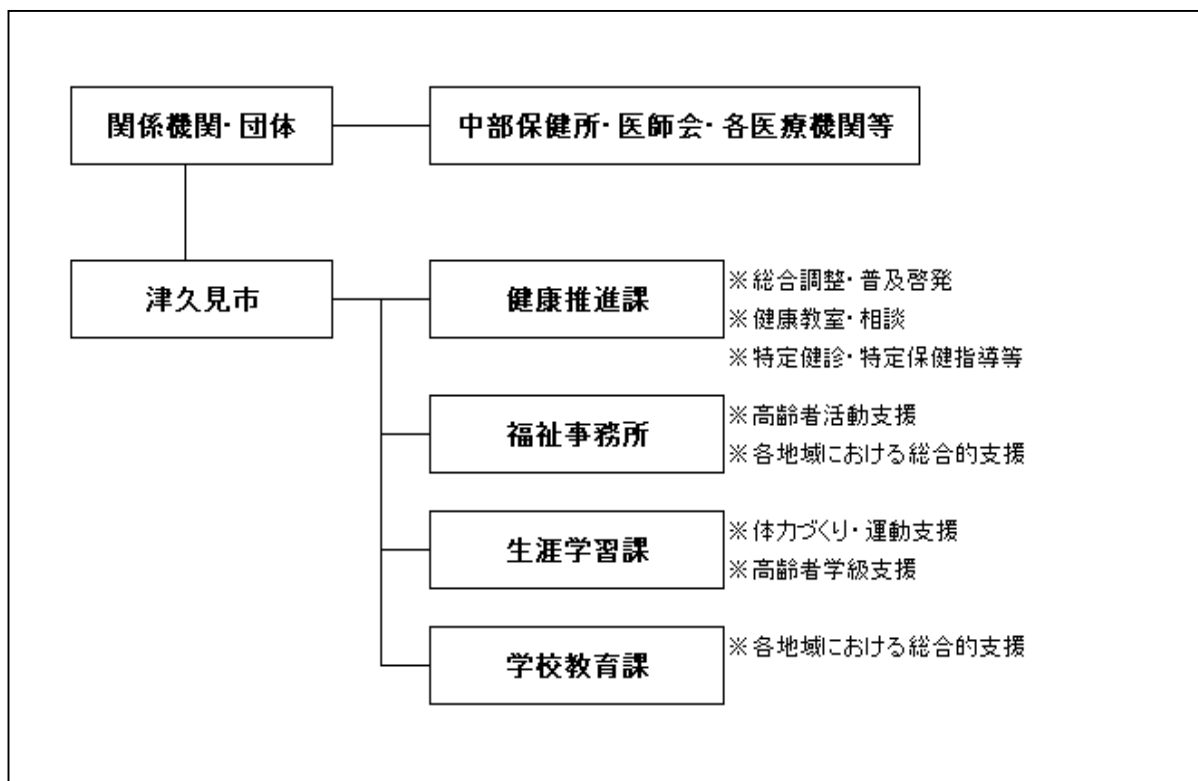 関係機関・団体
中部保健所・医師会・各医療機関等
津久見市
健康推進課
※総合調整・普及啓発
※健康教室・相談
※特定健診・特定保健指導等
福祉事務所
※高齢者活動支援
※各地域における総合的支援
生涯学習課
※体力づくり・運動支援
※高齢者学級支援
学校教育課
※各地域における総合的支援